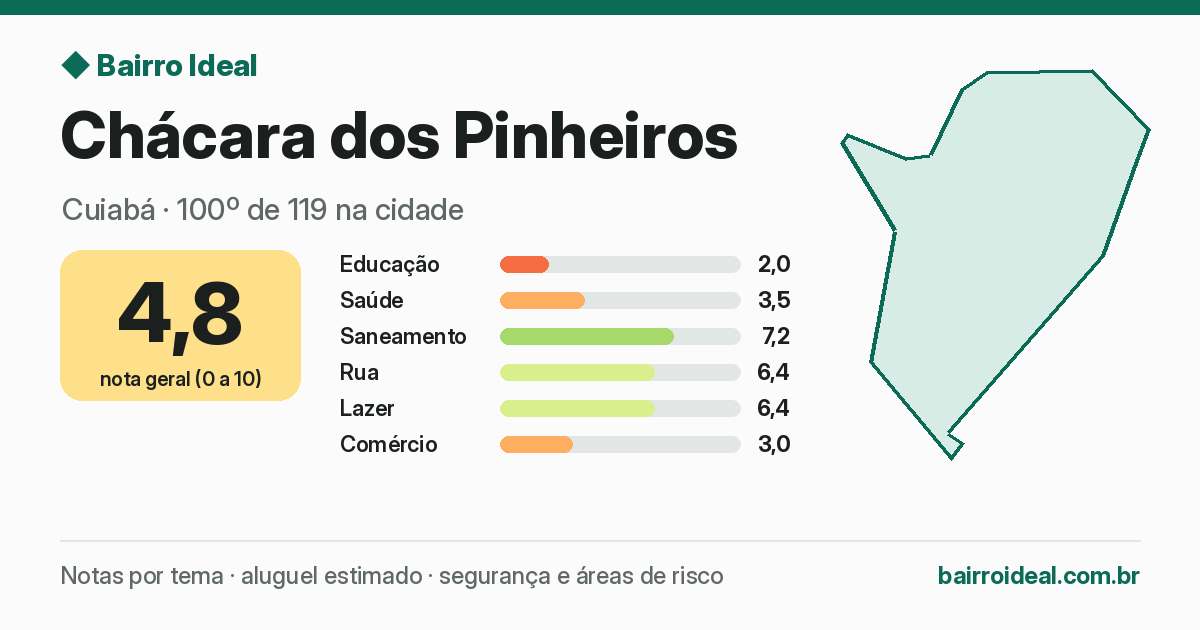 Bairro Ideal
Chácara dos Pinheiros
Cuiabá · 100º de 119 na cidade
4,8
nota geral (0 a 10)
Educação 2,0
Saúde 3,5
Saneamento 7,2
Rua 6,4
Lazer 6,4
Comércio 3,0
Notas por tema · aluguel estimado · segurança e áreas de risco
bairroideal.com.br